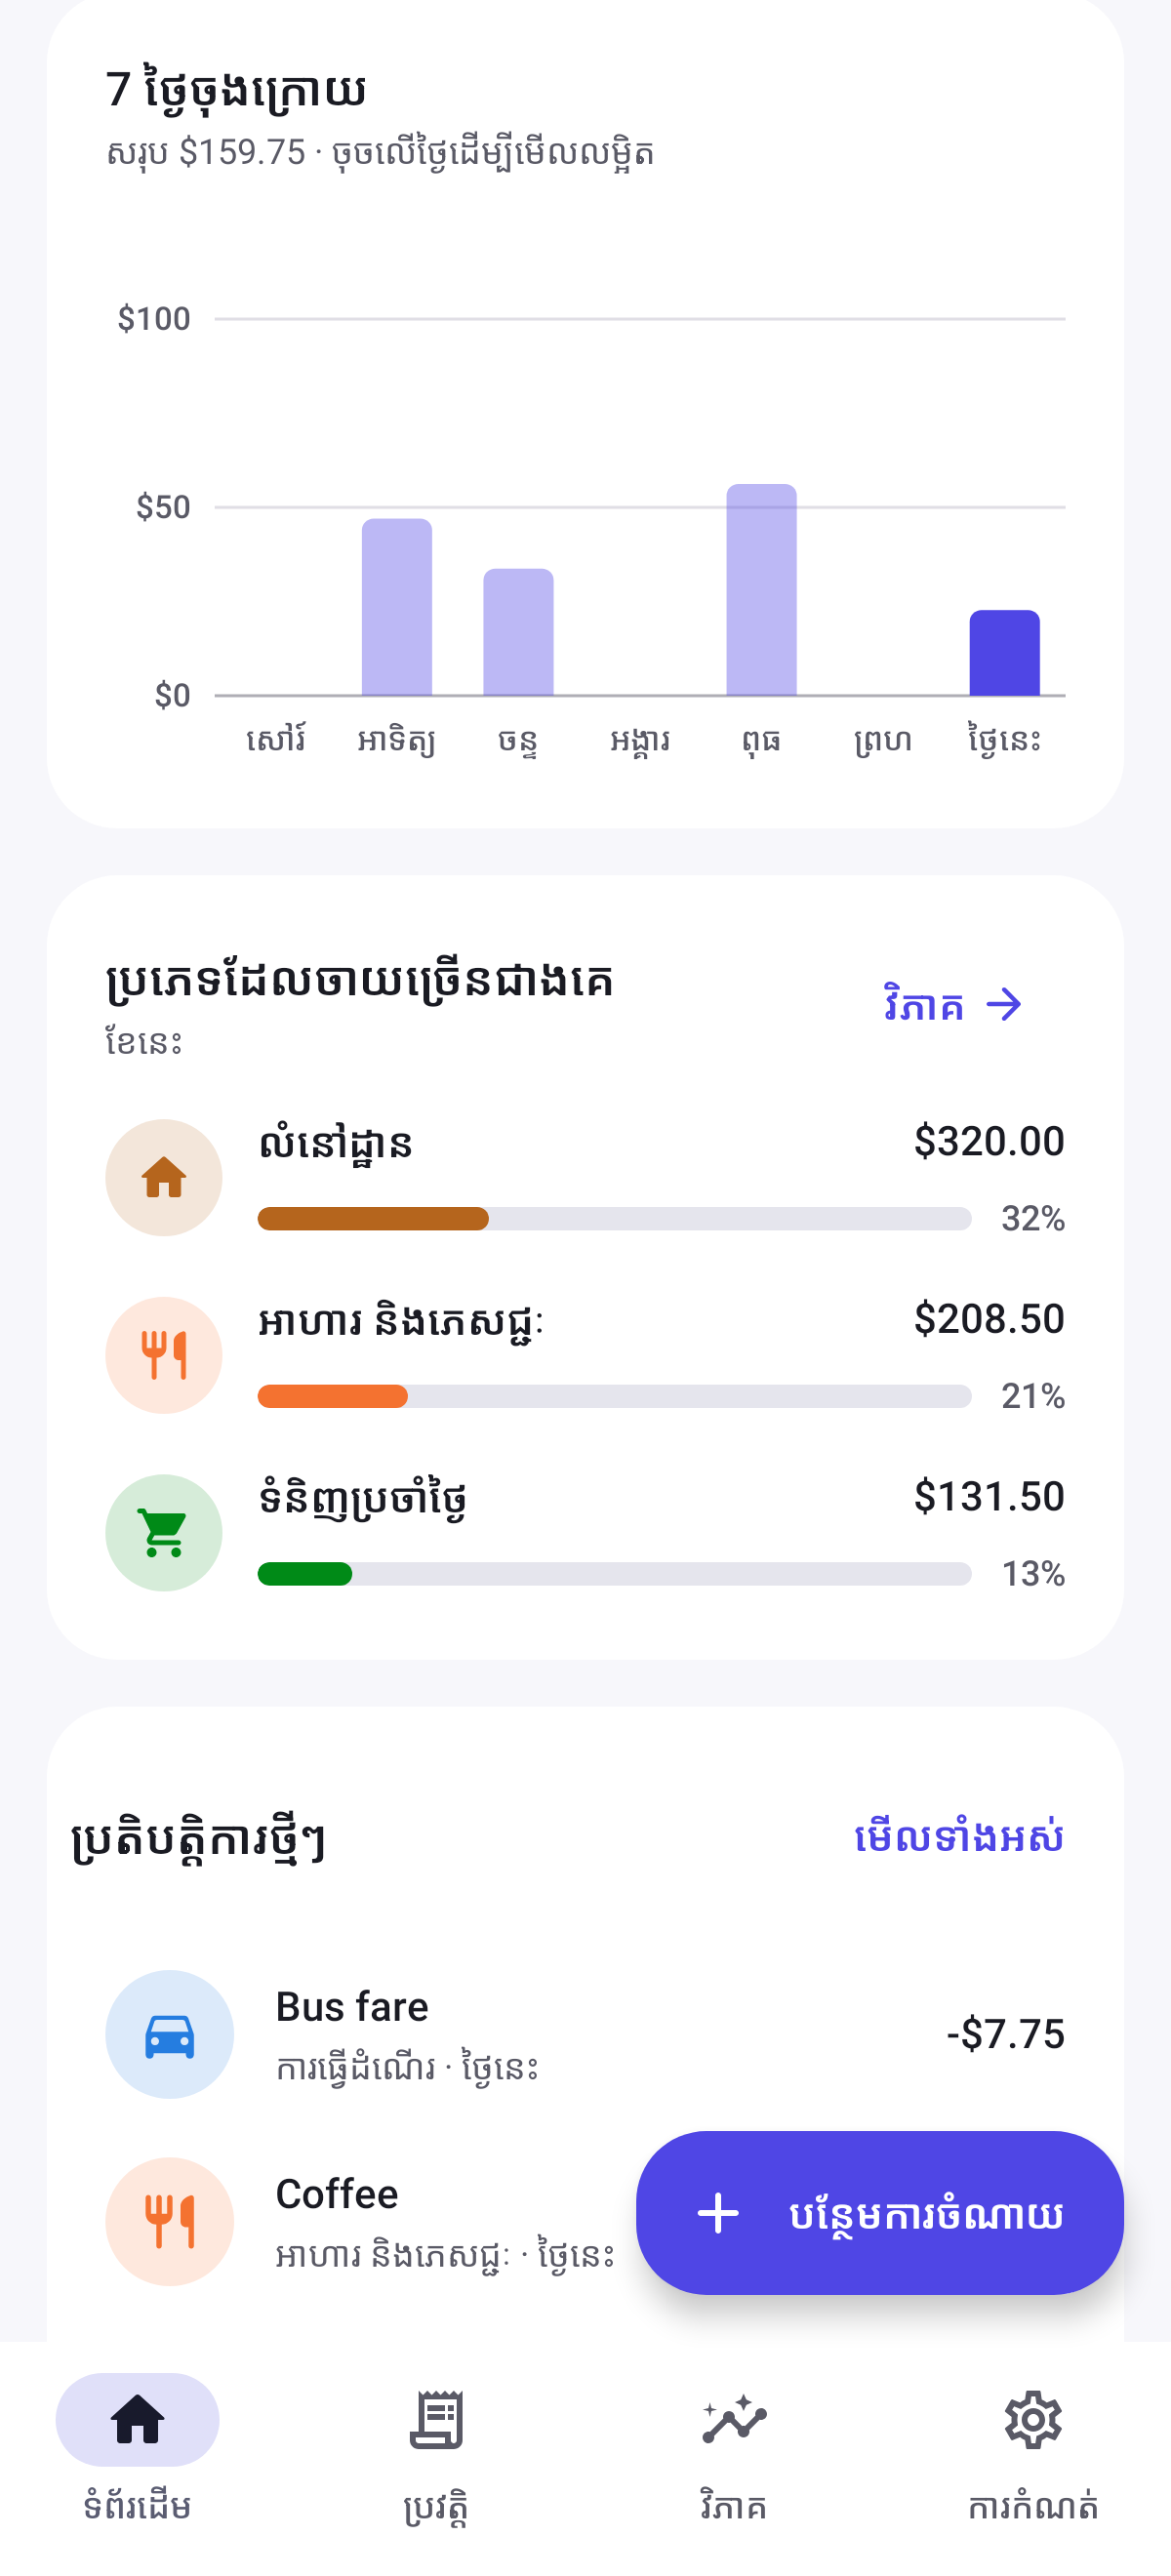 7 ថ្ងៃចុងក្រោយ
សរុប $159.75 · ចុចលើថ្ងៃដើម្បីមើលលម្អិត
$100
$50
$0
សៅរ៍ អាទិត្យ ចន្ទ អង្គារ ពុធ ព្រហ ថ្ងៃនេះ
ប្រភេទដែលចាយច្រើនជាងគេ
ខែនេះ
វិភាគ
លំនៅដ្ឋាន $320.00
32%
អាហារ និងភេសជ្ជៈ $208.50
21%
ទំនិញប្រចាំថ្ងៃ $131.50
13%
ប្រតិបត្តិការថ្មីៗ មើលទាំងអស់
Bus fare
-$7.75
ការធ្វើដំណើរ · ថ្ងៃនេះ
Coffee
អាហារ និងភេសជ្ជៈ · ថ្ងៃនេះ
បន្ថែមការចំណាយ
ទំព័រដើម ប្រវត្តិ វិភាគ ការកំណត់